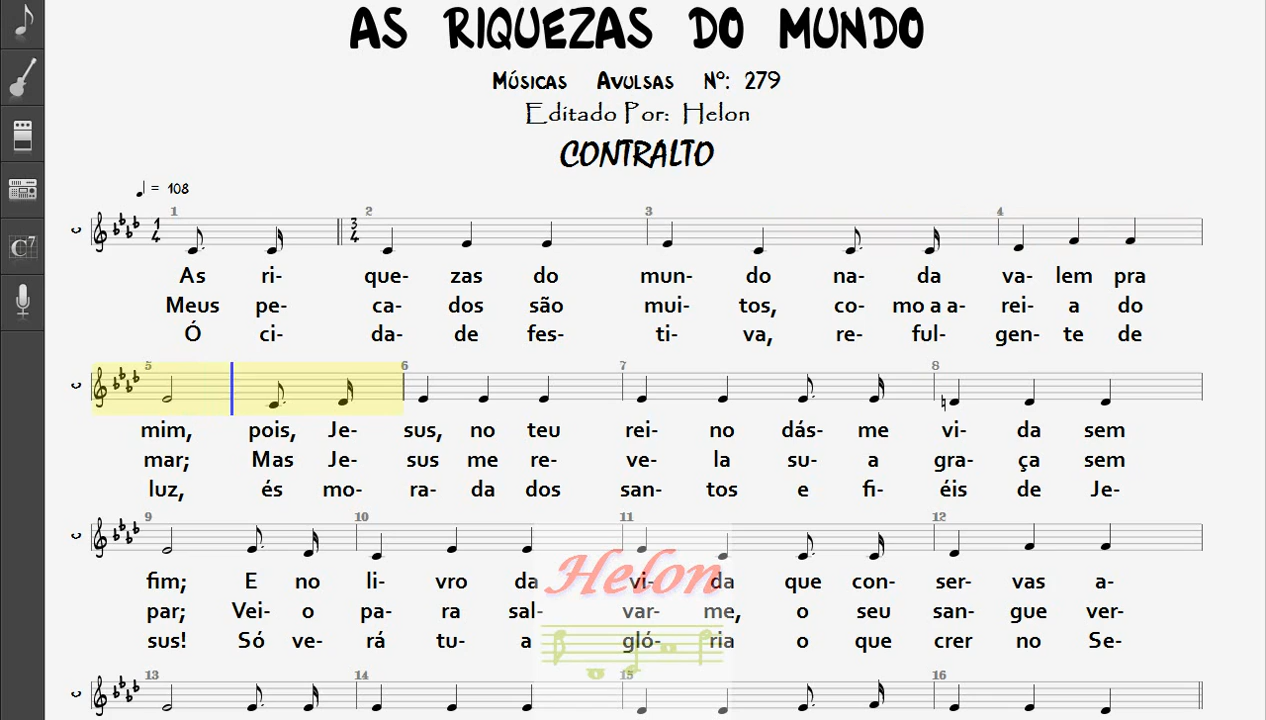 AS RIQUEZAS DO MUNDO
Músicas Avulsas Nº: 279
Editado Por: Helon
CONTRALTO
= 108
1 2 3 4
1 4 3 4
As ri- que- zas do mun- do na- da va- lem pra
Meus pe- ca- dos são mui- tos, co- mo a a- rei- a do
Ó ci- da- de fes- ti- va, re- ful- gen- te de
C7
5 6 7 8
mim, pois, Je- sus, no teu rei- no dás- me vi- da sem
mar; Mas Je- sus me re- ve- la su- a gra- ça sem
luz, és mo- ra- da dos san- tos e fi- éis de Je-
9 10 11 12
fim; E no li- vro da vi- da que con- ser- vas a-
par; Vei- o pa- ra sal- var- me, o seu san- gue ver-
sus! Só ve- rá tu- a gló- ria o que crer no Se-
Helon
13 14 15 16